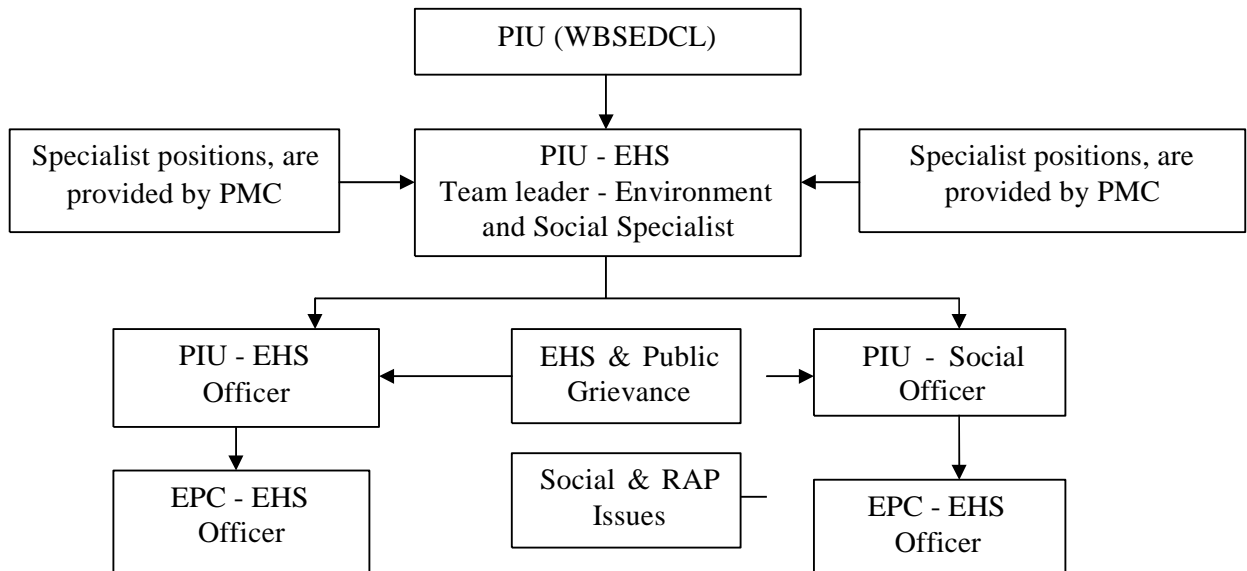 PIU (WBSEDCL)
Specialist positions, are
provided by PMC
PIU - EHS
Team leader - Environment
and Social Specialist
Specialist positions, are
provided by PMC
PIU - EHS
Officer
EHS & Public
Grievance
PIU - Social
Officer
EPC - EHS
Officer
Social & RAP
Issues
EPC - EHS
Officer